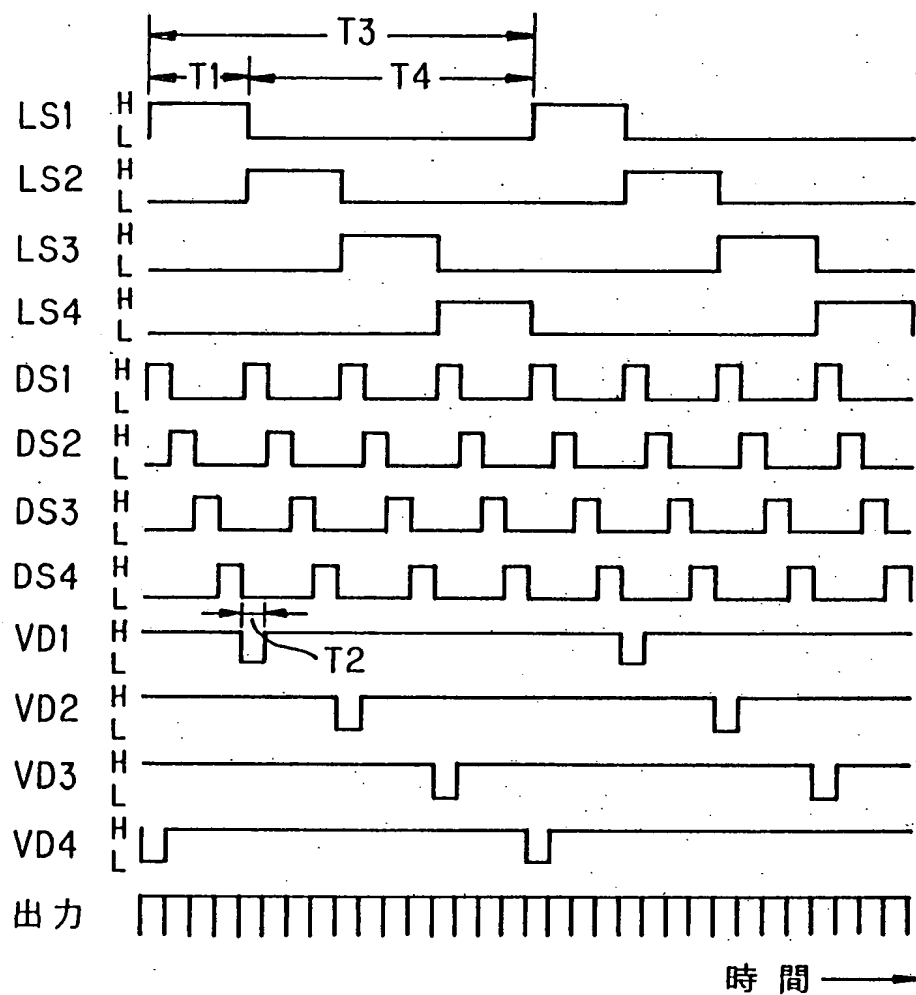 T3
T1 T4
LS1 H L
LS2 H L
LS3 H L
LS4 H L
DS1 H L
DS2 H L
DS3 H L
DS4 H L
VD1 H L
T2
VD2 H L
VD3 H L
VD4 H L
出力
時間